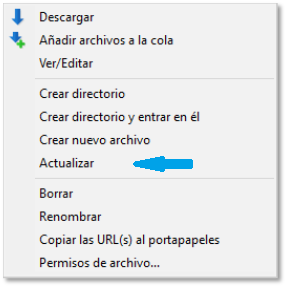 Descargar
Añadir archivos a la cola
Ver/Editar
Crear directorio
Crear directorio y entrar en él
Crear nuevo archivo
Actualizar
Borrar
Renombrar
Copiar las URL(s) al portapapeles
Permisos de archivo...